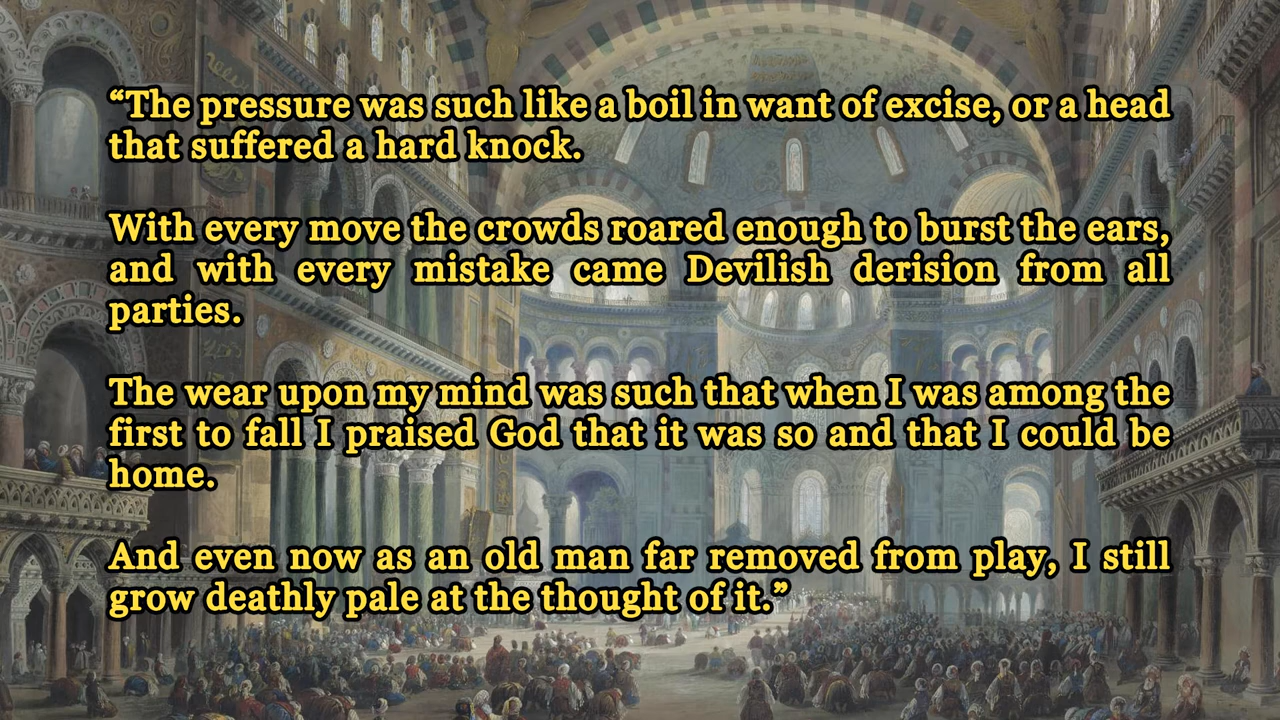 “The pressure was such like a boil in want of excise, or a head
that suffered a hard knock.
With every move the crowds roared enough to burst the ears,
and with every mistake came Devilish derision from all
parties.
The wear upon my mind was such that when I was among the
first to fall I praised God that it was so and that I could be
home.
And even now as an old man far removed from play, I still
grow deathly pale at the thought of it.”